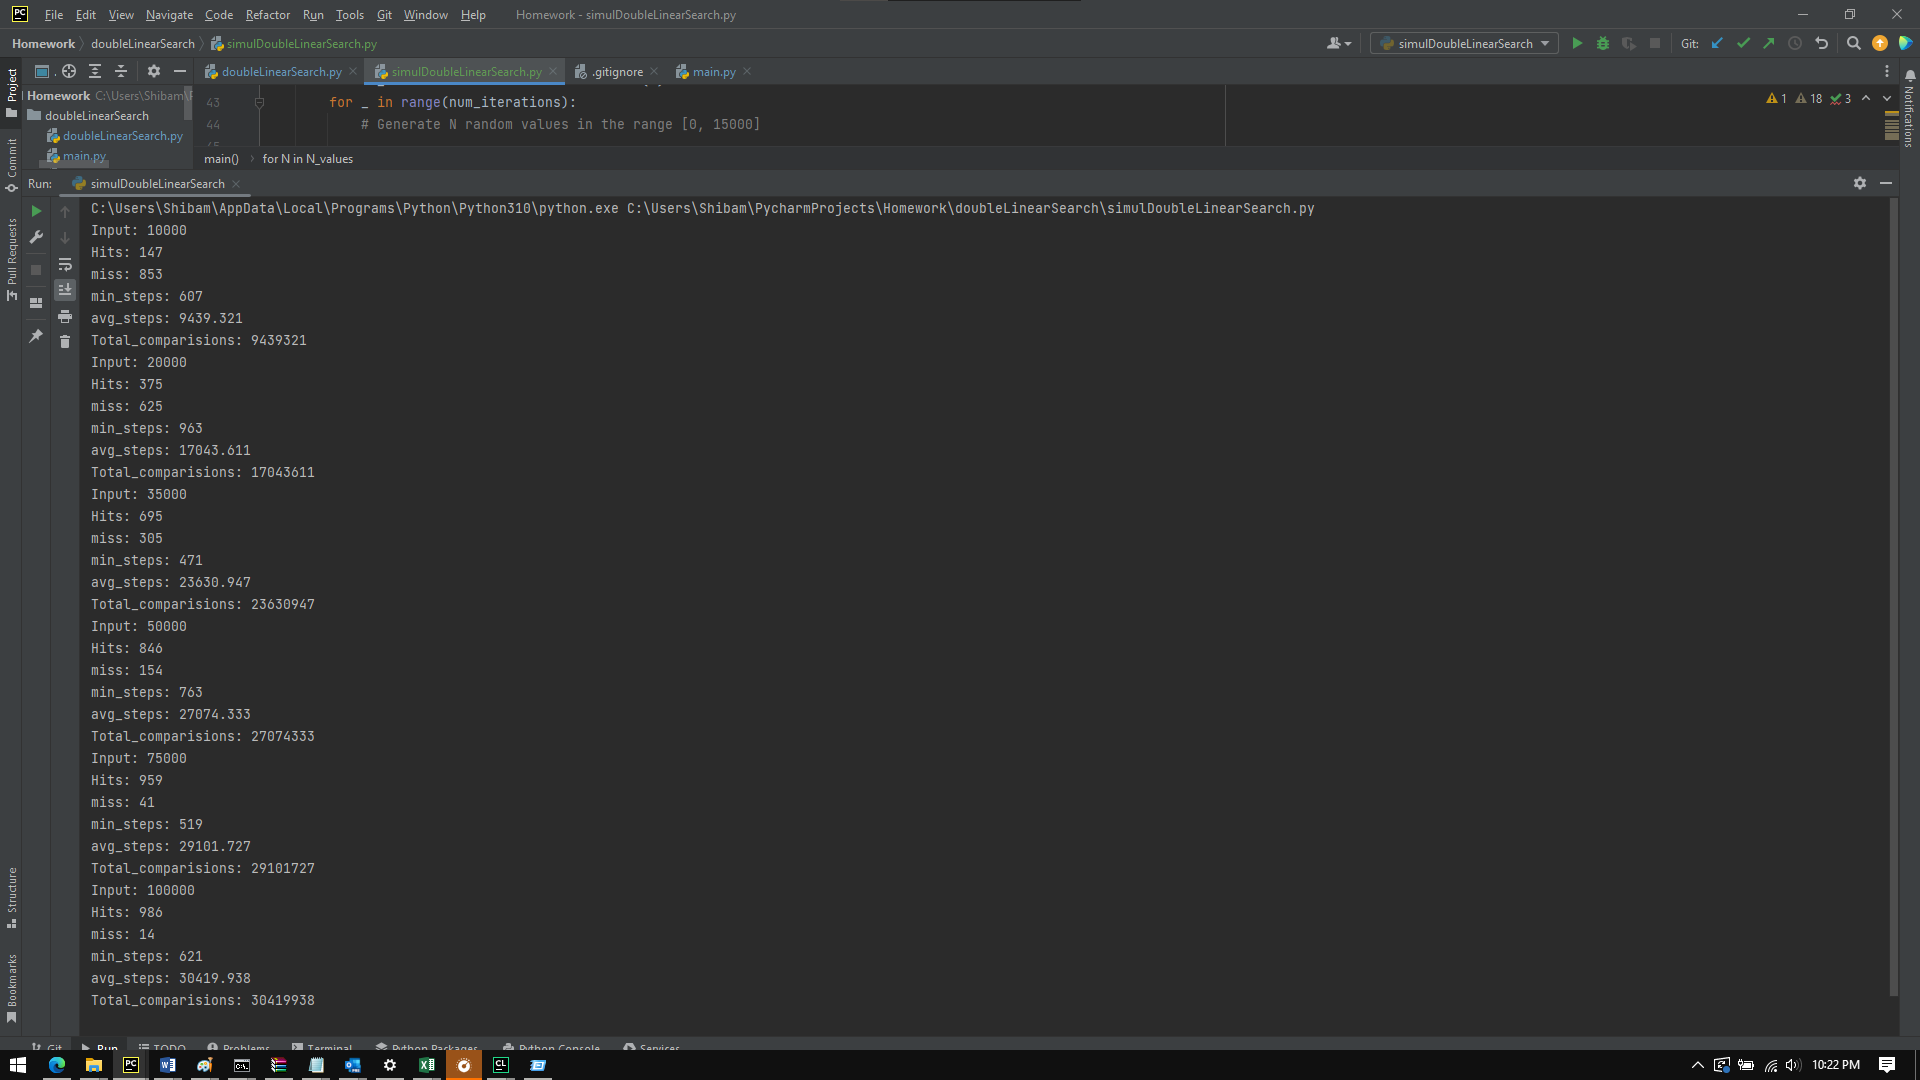 PC File Edit View Navigate Code Refactor Run Tools Git Window Help Homework - simulDoubleLinearSearch.py
Homework doubleLinearSearch simulDoubleLinearSearch.py simulDoubleLinearSearch Git:
Project
doubleLinearSearch.py simulDoubleLinearSearch.py .gitignore main.py
Notifications
Homework C:\Users\Shibam\
doubleLinearSearch
doubleLinearSearch.py
main.py
43 for _ in range(num_iterations):
44 # Generate N random values in the range [0, 15000]
1 18 3
main() for N in N_values
Commit
Pull Requests
Run: simulDoubleLinearSearch
C:\Users\Shibam\AppData\Local\Programs\Python\Python310\python.exe C:\Users\Shibam\PycharmProjects\Homework\doubleLinearSearch\simulDoubleLinearSearch.py
Input: 10000
Hits: 147
miss: 853
min_steps: 607
avg_steps: 9439.321
Total_comparisions: 9439321
Input: 20000
Hits: 375
miss: 625
min_steps: 963
avg_steps: 17043.611
Total_comparisions: 17043611
Input: 35000
Hits: 695
miss: 305
min_steps: 471
avg_steps: 23630.947
Total_comparisions: 23630947
Input: 50000
Hits: 846
miss: 154
min_steps: 763
avg_steps: 27074.333
Total_comparisions: 27074333
Input: 75000
Hits: 959
miss: 41
min_steps: 519
avg_steps: 29101.727
Total_comparisions: 29101727
Input: 100000
Hits: 986
miss: 14
min_steps: 621
avg_steps: 30419.938
Total_comparisions: 30419938
Structure
Bookmarks
Git Run TODO Problems Terminal Python Packages Python Console Services
PC CL 10:22 PM